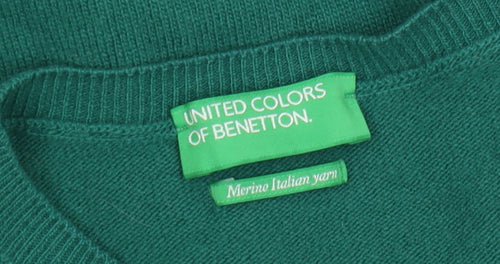 UNITED COLORS
OF BENETTON.
Merino Italian yarn